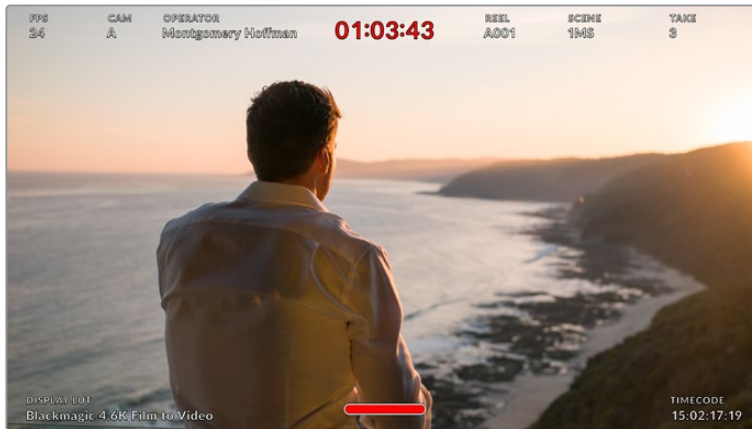 FPS
24
CAM
A
OPERATOR
Montgomery Hoffman
01:03:43
REEL
A001
SCENE
1MS
TAKE
3
DISPLAY LUT
Blackmagic 4.6K Film to Video
TIMECODE
15:02:17:19